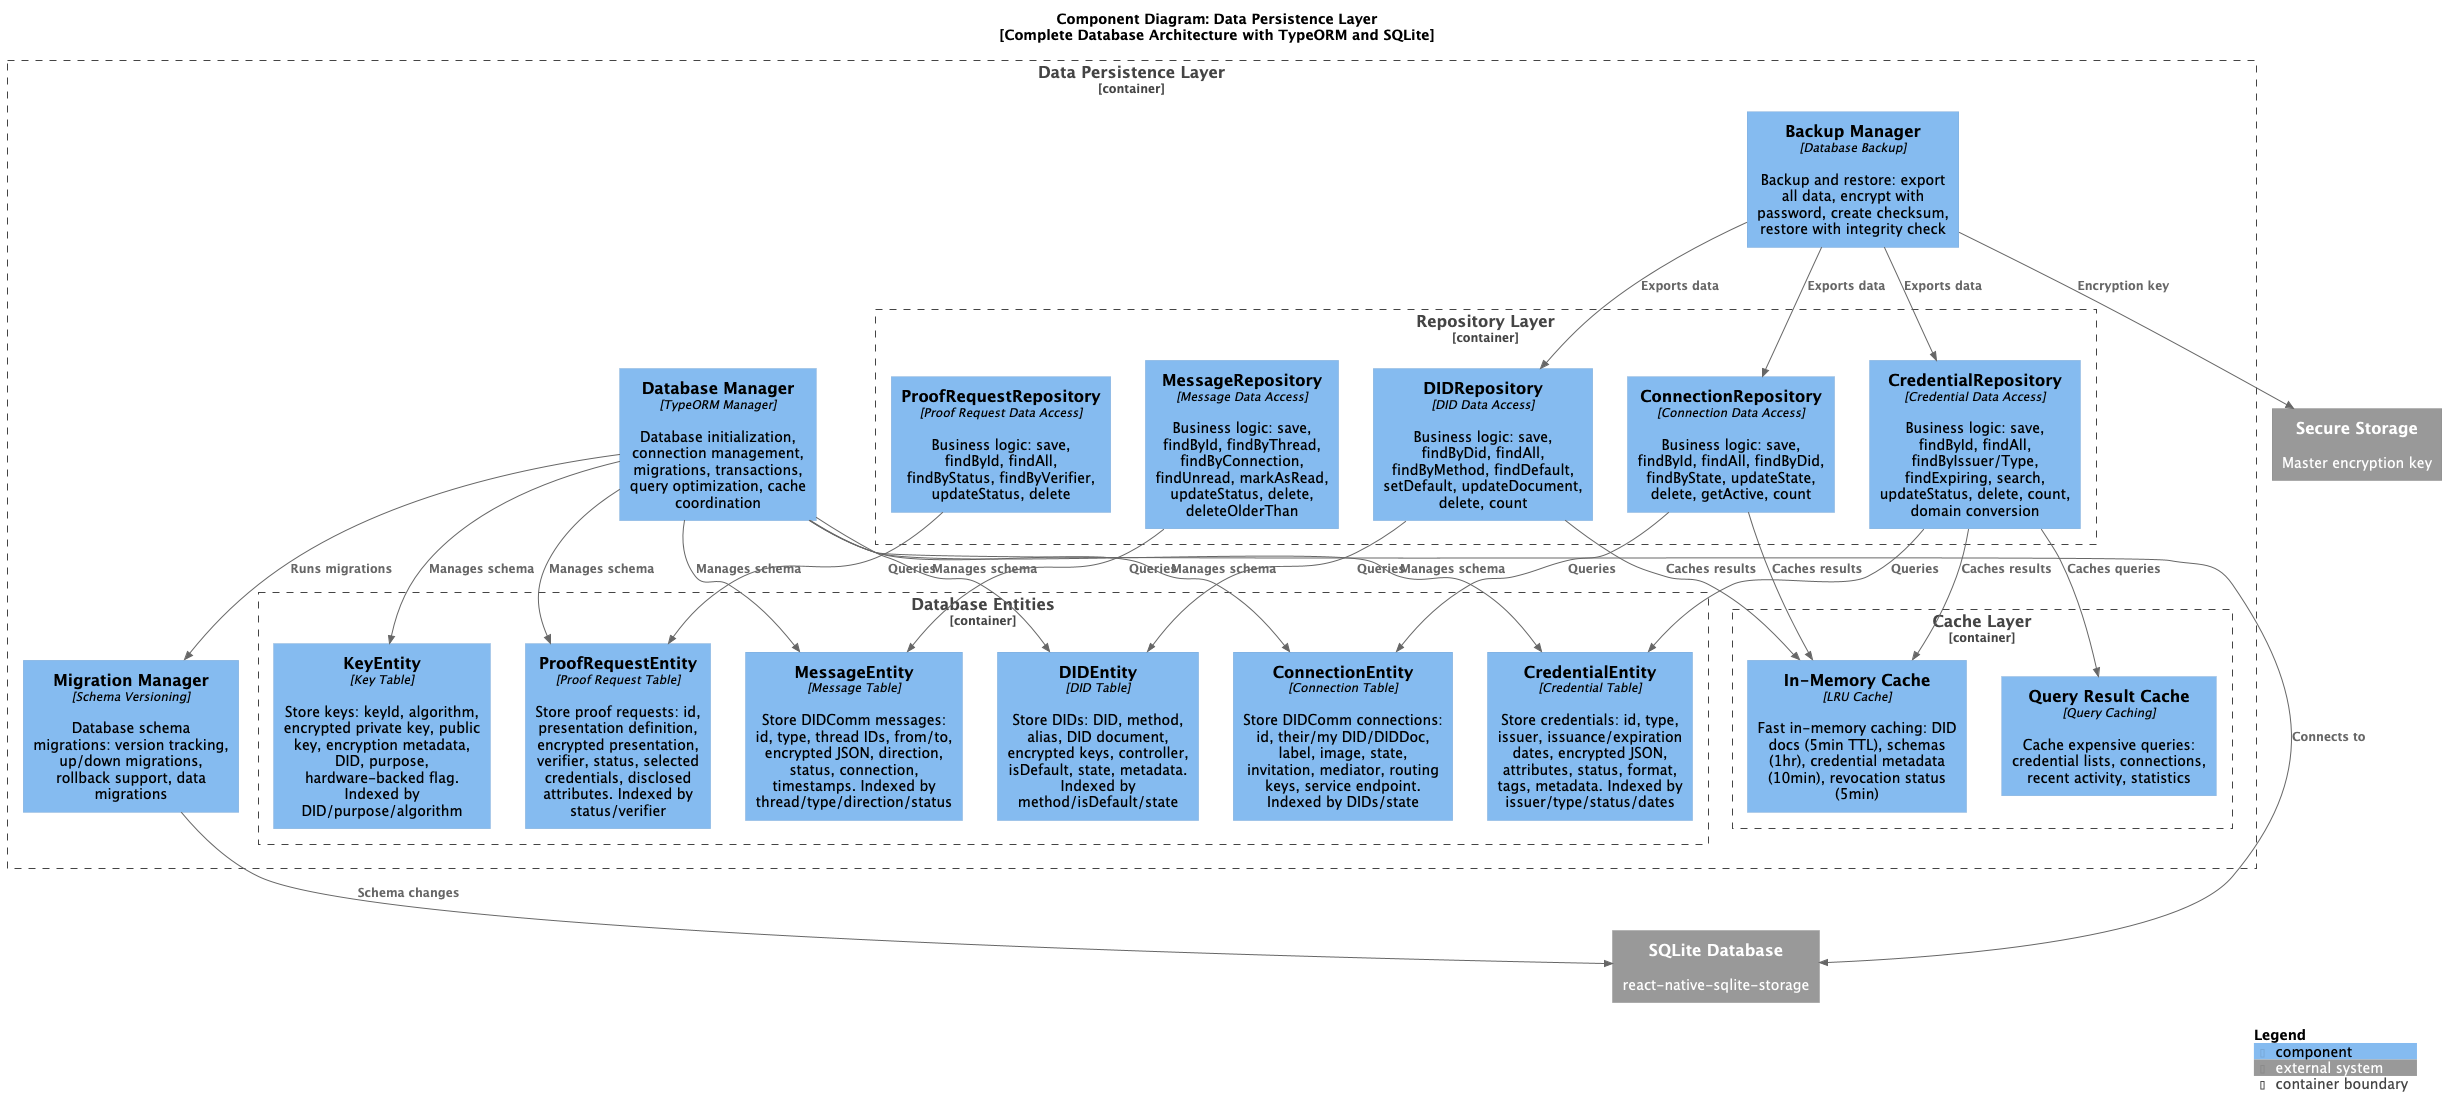 Component Diagram: Data Persistence Layer
[Complete Database Architecture with TypeORM and SQLite]
Data Persistence Layer
[container]
Backup Manager
[Database Backup]
Backup and restore: export
all data, encrypt with
password, create checksum,
restore with integrity check
Exports data
Exports data
Exports data
Encryption key
Repository Layer
[container]
Database Manager
[TypeORM Manager]
Database initialization,
connection management,
migrations, transactions,
query optimization, cache
coordination
ProofRequestRepository
[Proof Request Data Access]
Business logic: save,
findById, findAll,
findByStatus, findByVerifier,
updateStatus, delete
MessageRepository
[Message Data Access]
Business logic: save,
findById, findByThread,
findByConnection,
findUnread, markAsRead,
updateStatus, delete,
deleteOlderThan
DIDRepository
[DID Data Access]
Business logic: save,
findByDid, findAll,
findByMethod, findDefault,
setDefault, updateDocument,
delete, count
ConnectionRepository
[Connection Data Access]
Business logic: save,
findById, findAll, findByDid,
findByState, updateState,
delete, getActive, count
CredentialRepository
[Credential Data Access]
Business logic: save,
findById, findAll,
findByIssuer/Type,
findExpiring, search,
updateStatus, delete, count,
domain conversion
Secure Storage
Master encryption key
Runs migrations
Manages schema
Manages schema
Manages schema
Queries
Manages schema
Queries
Manages schema
Queries
Manages schema
Queries
Caches results
Caches results
Queries
Caches results
Caches queries
Database Entities
[container]
Cache Layer
[container]
Migration Manager
[Schema Versioning]
Database schema
migrations: version tracking,
up/down migrations,
rollback support, data
migrations
KeyEntity
[Key Table]
Store keys: keyId, algorithm,
encrypted private key, public
key, encryption metadata,
DID, purpose,
hardware-backed flag.
Indexed by
DID/purpose/algorithm
ProofRequestEntity
[Proof Request Table]
Store proof requests: id,
presentation definition,
encrypted presentation,
verifier, status, selected
credentials, disclosed
attributes. Indexed by
status/verifier
MessageEntity
[Message Table]
Store DIDComm messages:
id, type, thread IDs, from/to,
encrypted JSON, direction,
status, connection,
timestamps. Indexed by
thread/type/direction/status
DIDEntity
[DID Table]
Store DIDs: DID, method,
alias, DID document,
encrypted keys, controller,
isDefault, state, metadata.
Indexed by
method/isDefault/state
ConnectionEntity
[Connection Table]
Store DIDComm connections:
id, their/my DID/DIDDoc,
label, image, state,
invitation, mediator, routing
keys, service endpoint.
Indexed by DIDs/state
CredentialEntity
[Credential Table]
Store credentials: id, type,
issuer, issuance/expiration
dates, encrypted JSON,
attributes, status, format,
tags, metadata. Indexed by
issuer/type/status/dates
In-Memory Cache
[LRU Cache]
Fast in-memory caching: DID
docs (5min TTL), schemas
(1hr), credential metadata
(10min), revocation status
(5min)
Query Result Cache
[Query Caching]
Cache expensive queries:
credential lists, connections,
recent activity, statistics
Connects to
Schema changes
SQLite Database
react-native-sqlite-storage
Legend
component
external system
container boundary